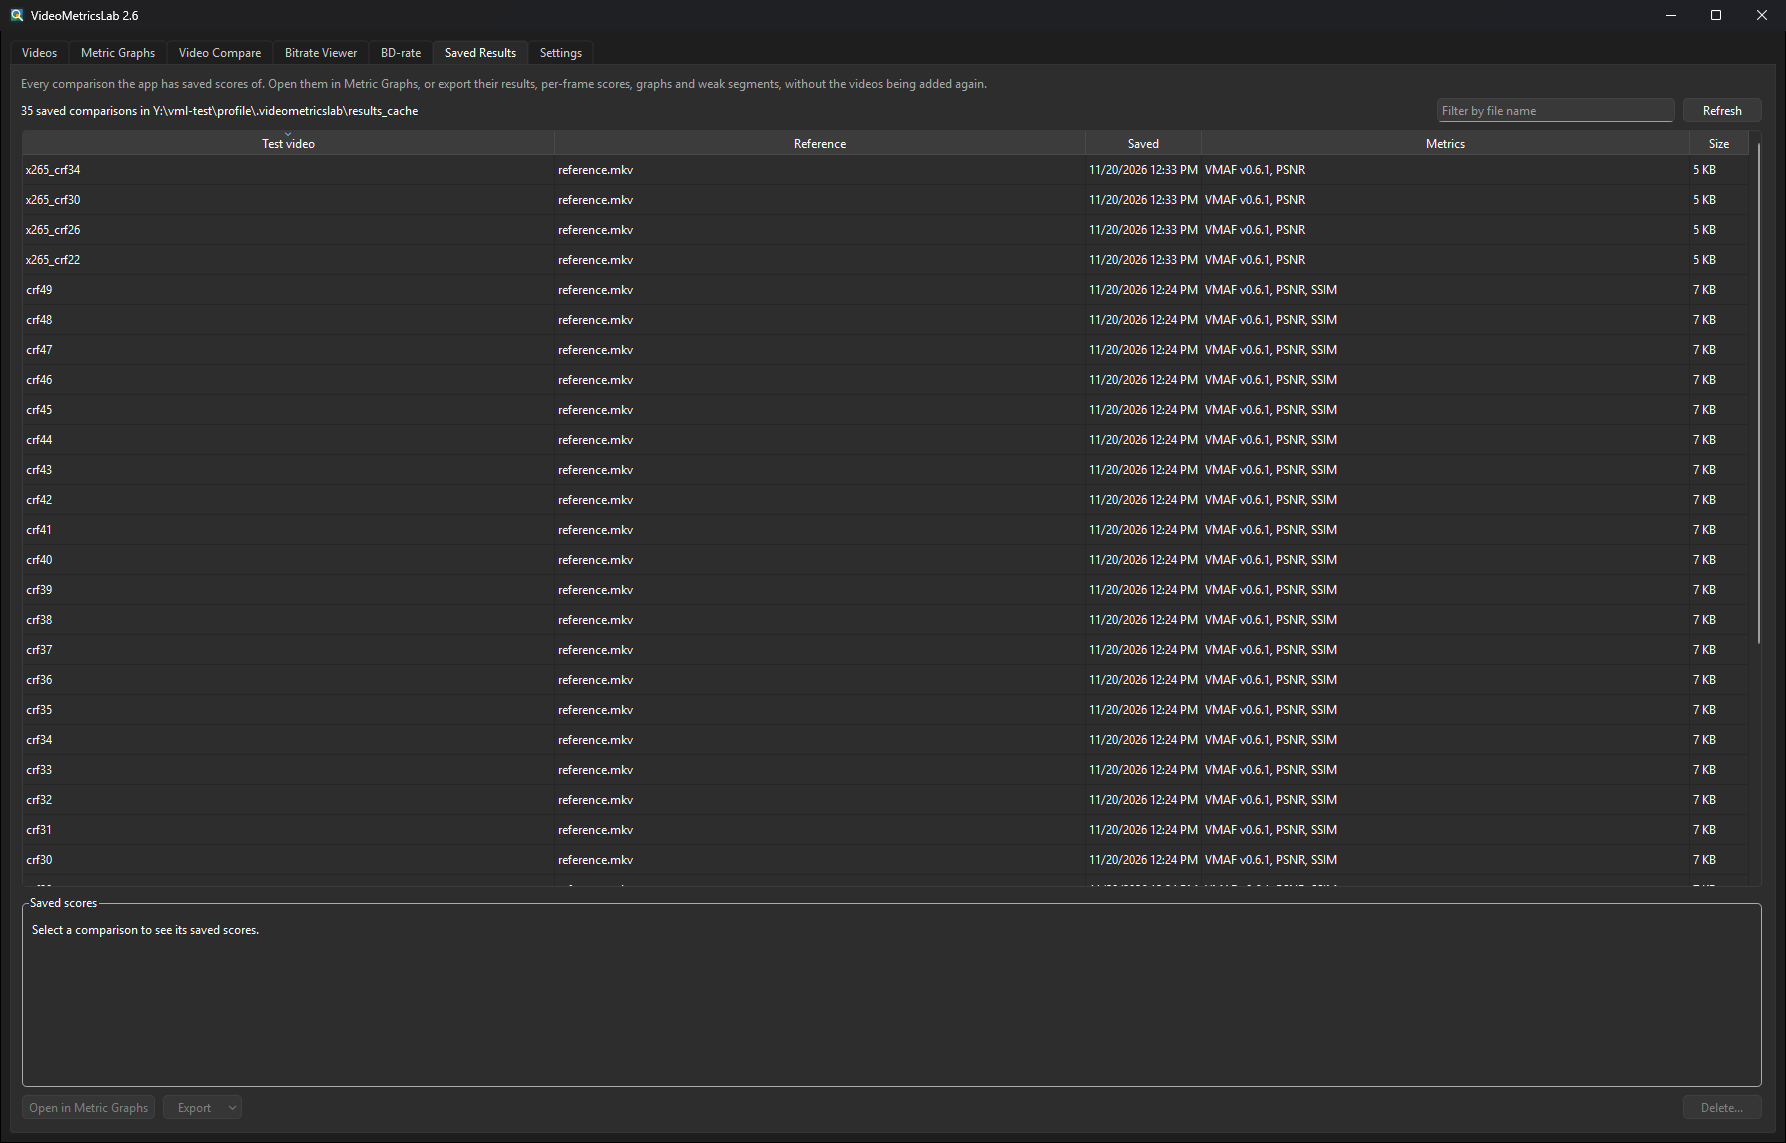 VideoMetricsLab 2.6
Videos Metric Graphs Video Compare Bitrate Viewer BD-rate Saved Results Settings
Every comparison the app has saved scores of. Open them in Metric Graphs, or export their results, per-frame scores, graphs and weak segments, without the videos being added again.
35 saved comparisons in Y:\vml-test\profile\.videometricslab\results_cache Filter by file name Refresh
Test video Reference Saved Metrics Size
x265_crf34 reference.mkv 11/20/2026 12:33 PM VMAF v0.6.1, PSNR 5 KB
x265_crf30 reference.mkv 11/20/2026 12:33 PM VMAF v0.6.1, PSNR 5 KB
x265_crf26 reference.mkv 11/20/2026 12:33 PM VMAF v0.6.1, PSNR 5 KB
x265_crf22 reference.mkv 11/20/2026 12:33 PM VMAF v0.6.1, PSNR 5 KB
crf49 reference.mkv 11/20/2026 12:24 PM VMAF v0.6.1, PSNR, SSIM 7 KB
crf48 reference.mkv 11/20/2026 12:24 PM VMAF v0.6.1, PSNR, SSIM 7 KB
crf47 reference.mkv 11/20/2026 12:24 PM VMAF v0.6.1, PSNR, SSIM 7 KB
crf46 reference.mkv 11/20/2026 12:24 PM VMAF v0.6.1, PSNR, SSIM 7 KB
crf45 reference.mkv 11/20/2026 12:24 PM VMAF v0.6.1, PSNR, SSIM 7 KB
crf44 reference.mkv 11/20/2026 12:24 PM VMAF v0.6.1, PSNR, SSIM 7 KB
crf43 reference.mkv 11/20/2026 12:24 PM VMAF v0.6.1, PSNR, SSIM 7 KB
crf42 reference.mkv 11/20/2026 12:24 PM VMAF v0.6.1, PSNR, SSIM 7 KB
crf41 reference.mkv 11/20/2026 12:24 PM VMAF v0.6.1, PSNR, SSIM 7 KB
crf40 reference.mkv 11/20/2026 12:24 PM VMAF v0.6.1, PSNR, SSIM 7 KB
crf39 reference.mkv 11/20/2026 12:24 PM VMAF v0.6.1, PSNR, SSIM 7 KB
crf38 reference.mkv 11/20/2026 12:24 PM VMAF v0.6.1, PSNR, SSIM 7 KB
crf37 reference.mkv 11/20/2026 12:24 PM VMAF v0.6.1, PSNR, SSIM 7 KB
crf36 reference.mkv 11/20/2026 12:24 PM VMAF v0.6.1, PSNR, SSIM 7 KB
crf35 reference.mkv 11/20/2026 12:24 PM VMAF v0.6.1, PSNR, SSIM 7 KB
crf34 reference.mkv 11/20/2026 12:24 PM VMAF v0.6.1, PSNR, SSIM 7 KB
crf33 reference.mkv 11/20/2026 12:24 PM VMAF v0.6.1, PSNR, SSIM 7 KB
crf32 reference.mkv 11/20/2026 12:24 PM VMAF v0.6.1, PSNR, SSIM 7 KB
crf31 reference.mkv 11/20/2026 12:24 PM VMAF v0.6.1, PSNR, SSIM 7 KB
crf30 reference.mkv 11/20/2026 12:24 PM VMAF v0.6.1, PSNR, SSIM 7 KB
Saved scores
Select a comparison to see its saved scores.
Open in Metric Graphs Export Delete...